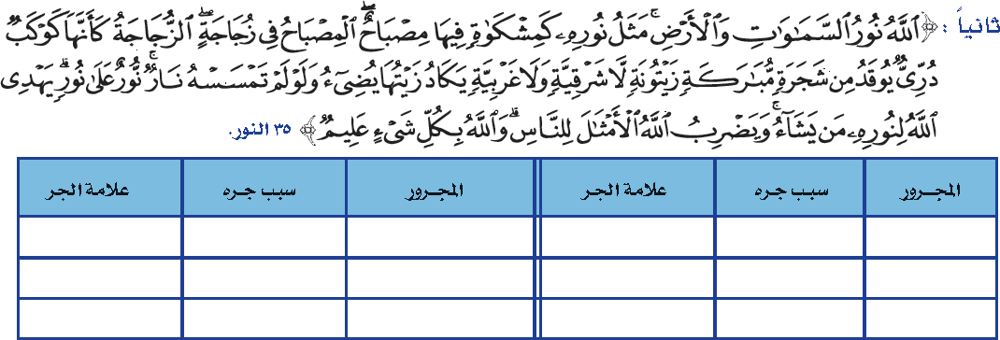 ثانياً : ﴿ ٱللَّهُ نُورُ ٱلسَّمَٰوَٰتِ وَٱلْأَرْضِ ۚ مَثَلُ نُورِهِۦ كَمِشْكَوٰةٍ فِيهَا مِصْبَاحٌ ۖ ٱلْمِصْبَاحُ فِى زُجَاجَةٍ ۖ ٱلزُّجَاجَةُ كَأَنَّهَا كَوْكَبٌ
دُرِّىٌّ يُوقَدُ مِن شَجَرَةٍ مُّبَٰرَكَةٍ زَيْتُونَةٍ لَّا شَرْقِيَّةٍ وَلَا غَرْبِيَّةٍ يَكَادُ زَيْتُهَا يُضِىٓءُ وَلَوْ لَمْ تَمْسَسْهُ نَارٌ ۚ نُّورٌ عَلَىٰ نُورٍ ۗ يَهْدِى
ٱللَّهُ لِنُورِهِۦ مَن يَشَآءُ ۚ وَيَضْرِبُ ٱللَّهُ ٱلْأَمْثَٰلَ لِلنَّاسِ ۗ وَٱللَّهُ بِكُلِّ شَىْءٍ عَلِيمٌ ﴾ ٣٥ النور.
المجرور سبب جره علامة الجر المجرور سبب جره علامة الجر